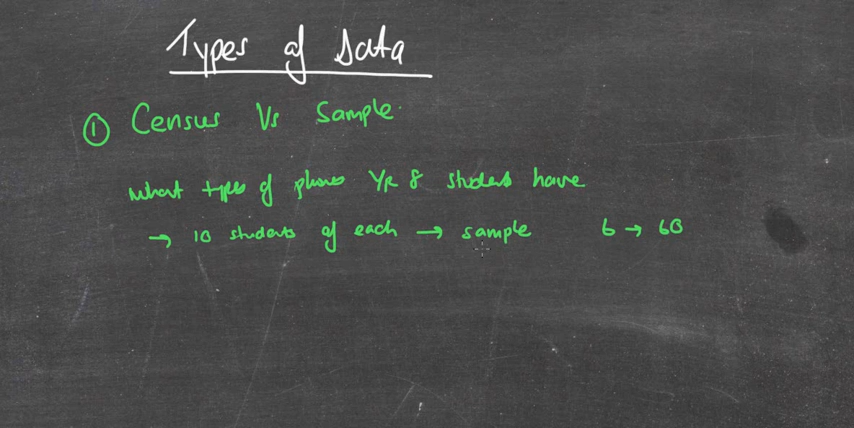 Types of Data
① Census Vs Sample.
What types of phones YR 8 students have
→ 10 students of each → sample 6 → 60